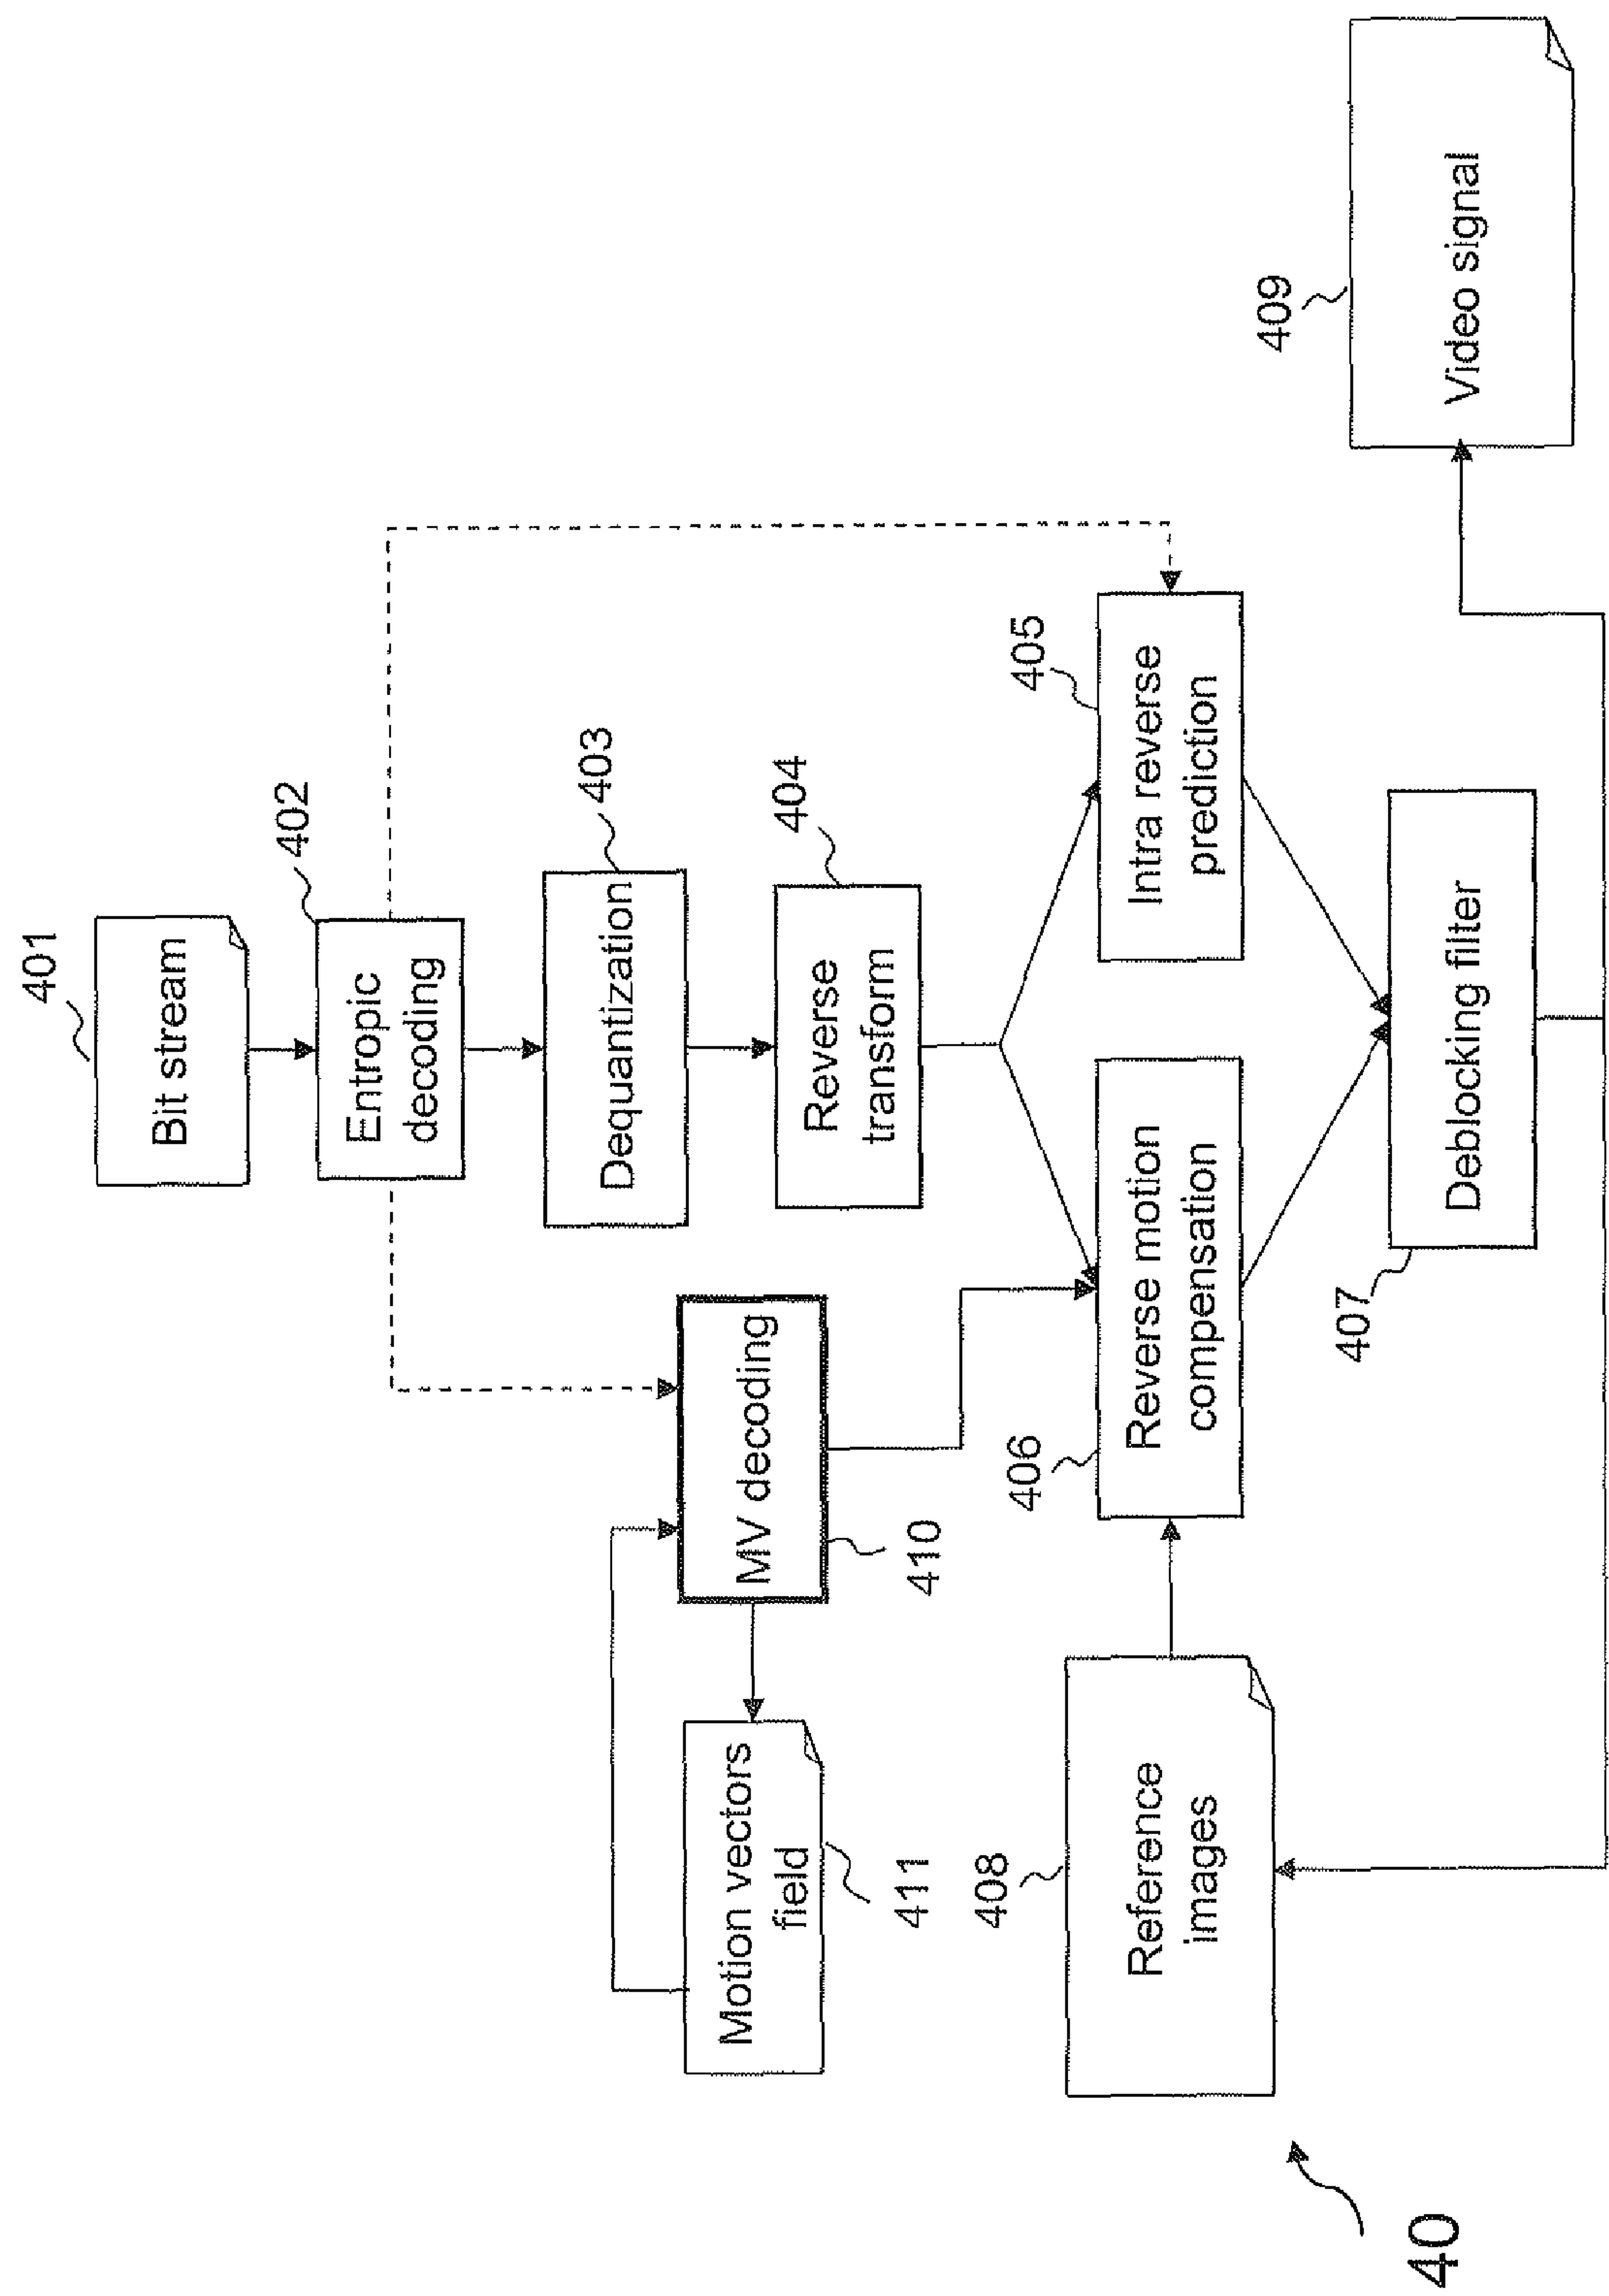 401
Bit stream
402
Entropic
decoding
403
Dequantization
404
Reverse
transform
405
Intra reverse
prediction
406
Reverse motion
compensation
407
Deblocking filter
408
Reference
images
409
Video signal
410
MV decoding
411
Motion vectors
field
40